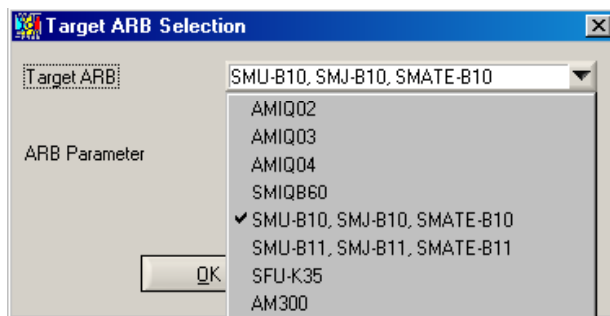 Target ARB Selection
Target ARB
SMU-B10, SMJ-B10, SMATE-B10
AMIQ02
AMIQ03
AMIQ04
ARB Parameter
SMIQB60
SMU-B10, SMJ-B10, SMATE-B10
SMU-B11, SMJ-B11, SMATE-B11
OK
SFU-K35
AM300